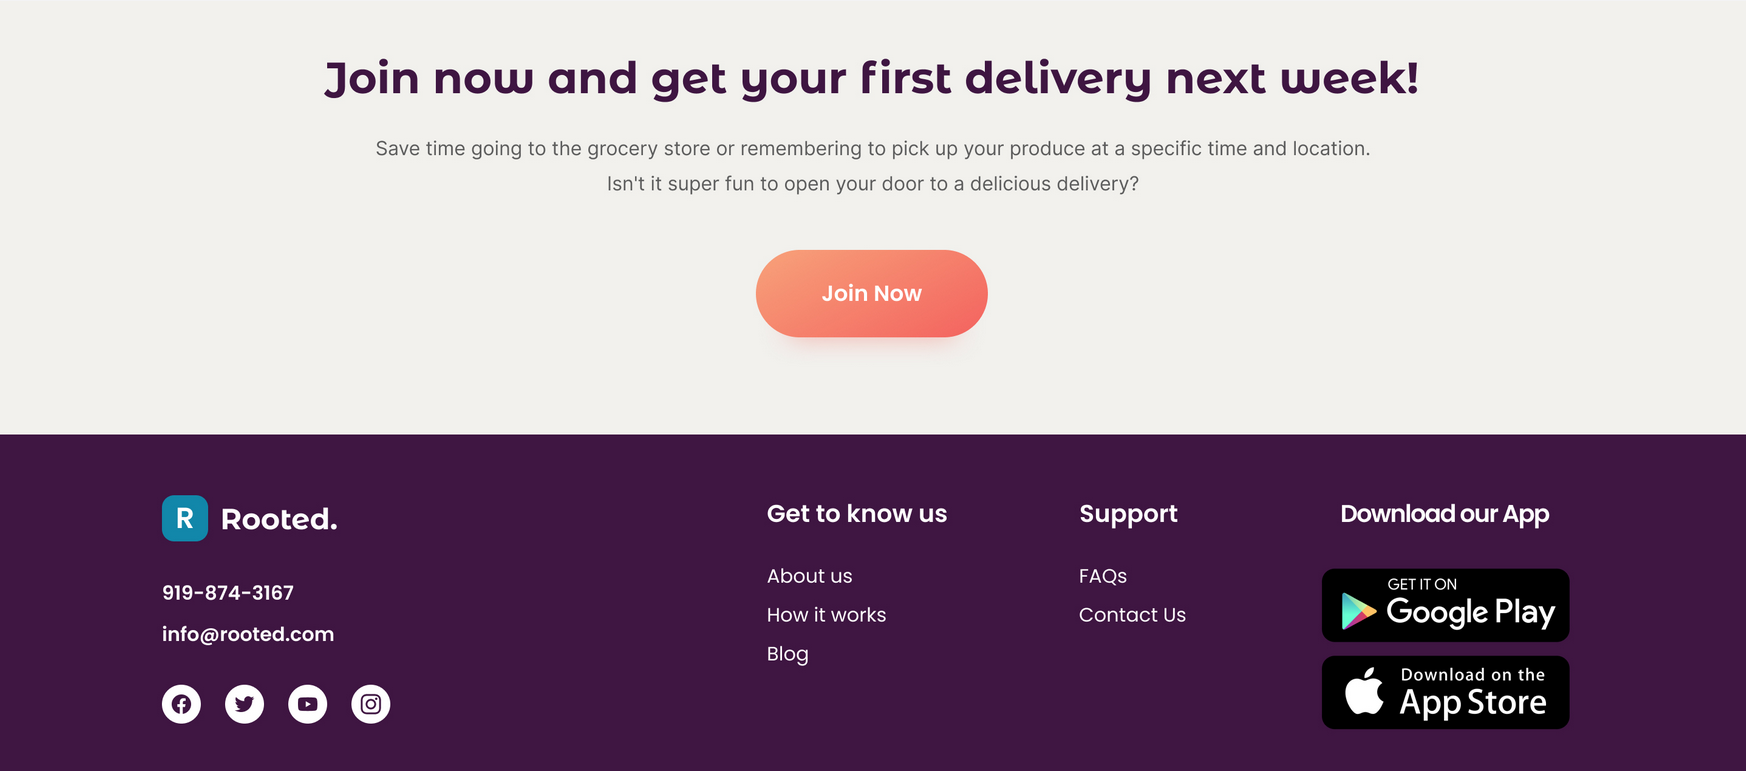 Join now and get your first delivery next week!
Save time going to the grocery store or remembering to pick up your produce at a specific time and location.
Isn't it super fun to open your door to a delicious delivery?
Join Now
R Rooted.
919-874-3167
info@rooted.com
Get to know us
About us
How it works
Blog
Support
FAQs
Contact Us
Download our App
GET IT ON
Google Play
Download on the
App Store